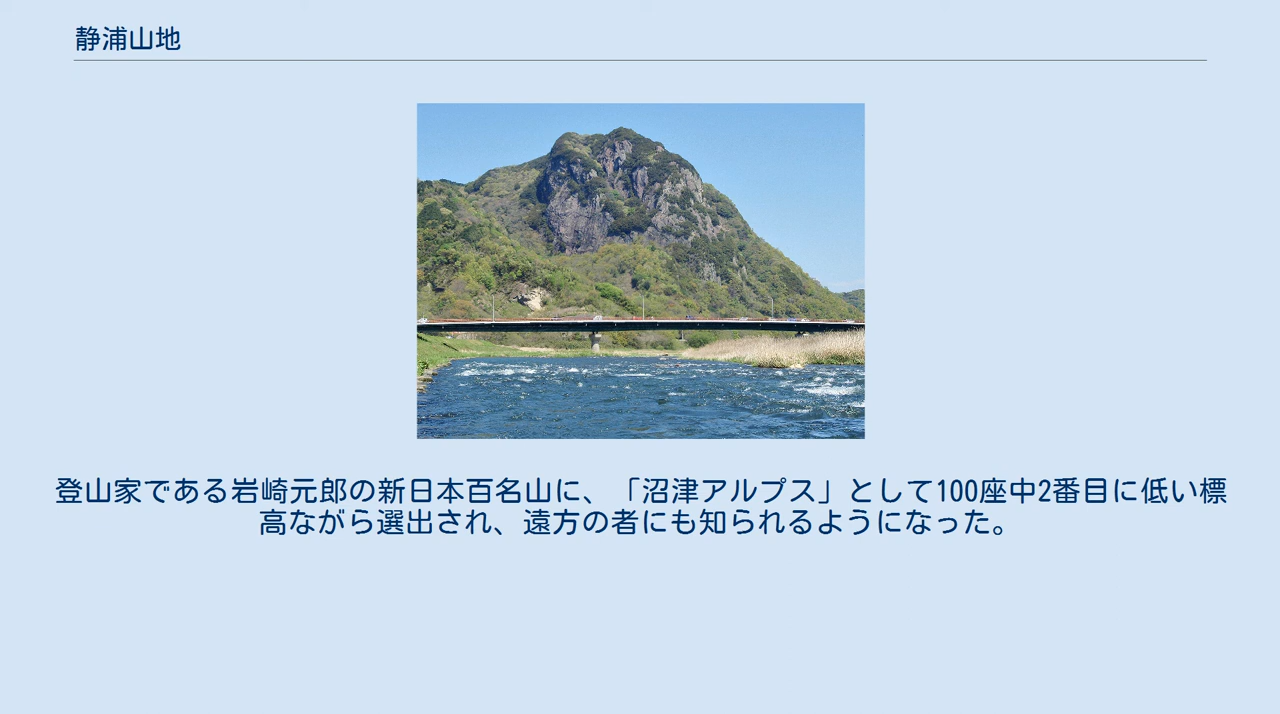 静浦山地
登山家である岩崎元郎の新日本百名山に、「沼津アルプス」として100座中2番目に低い標
高ながら選出され、遠方の者にも知られるようになった。